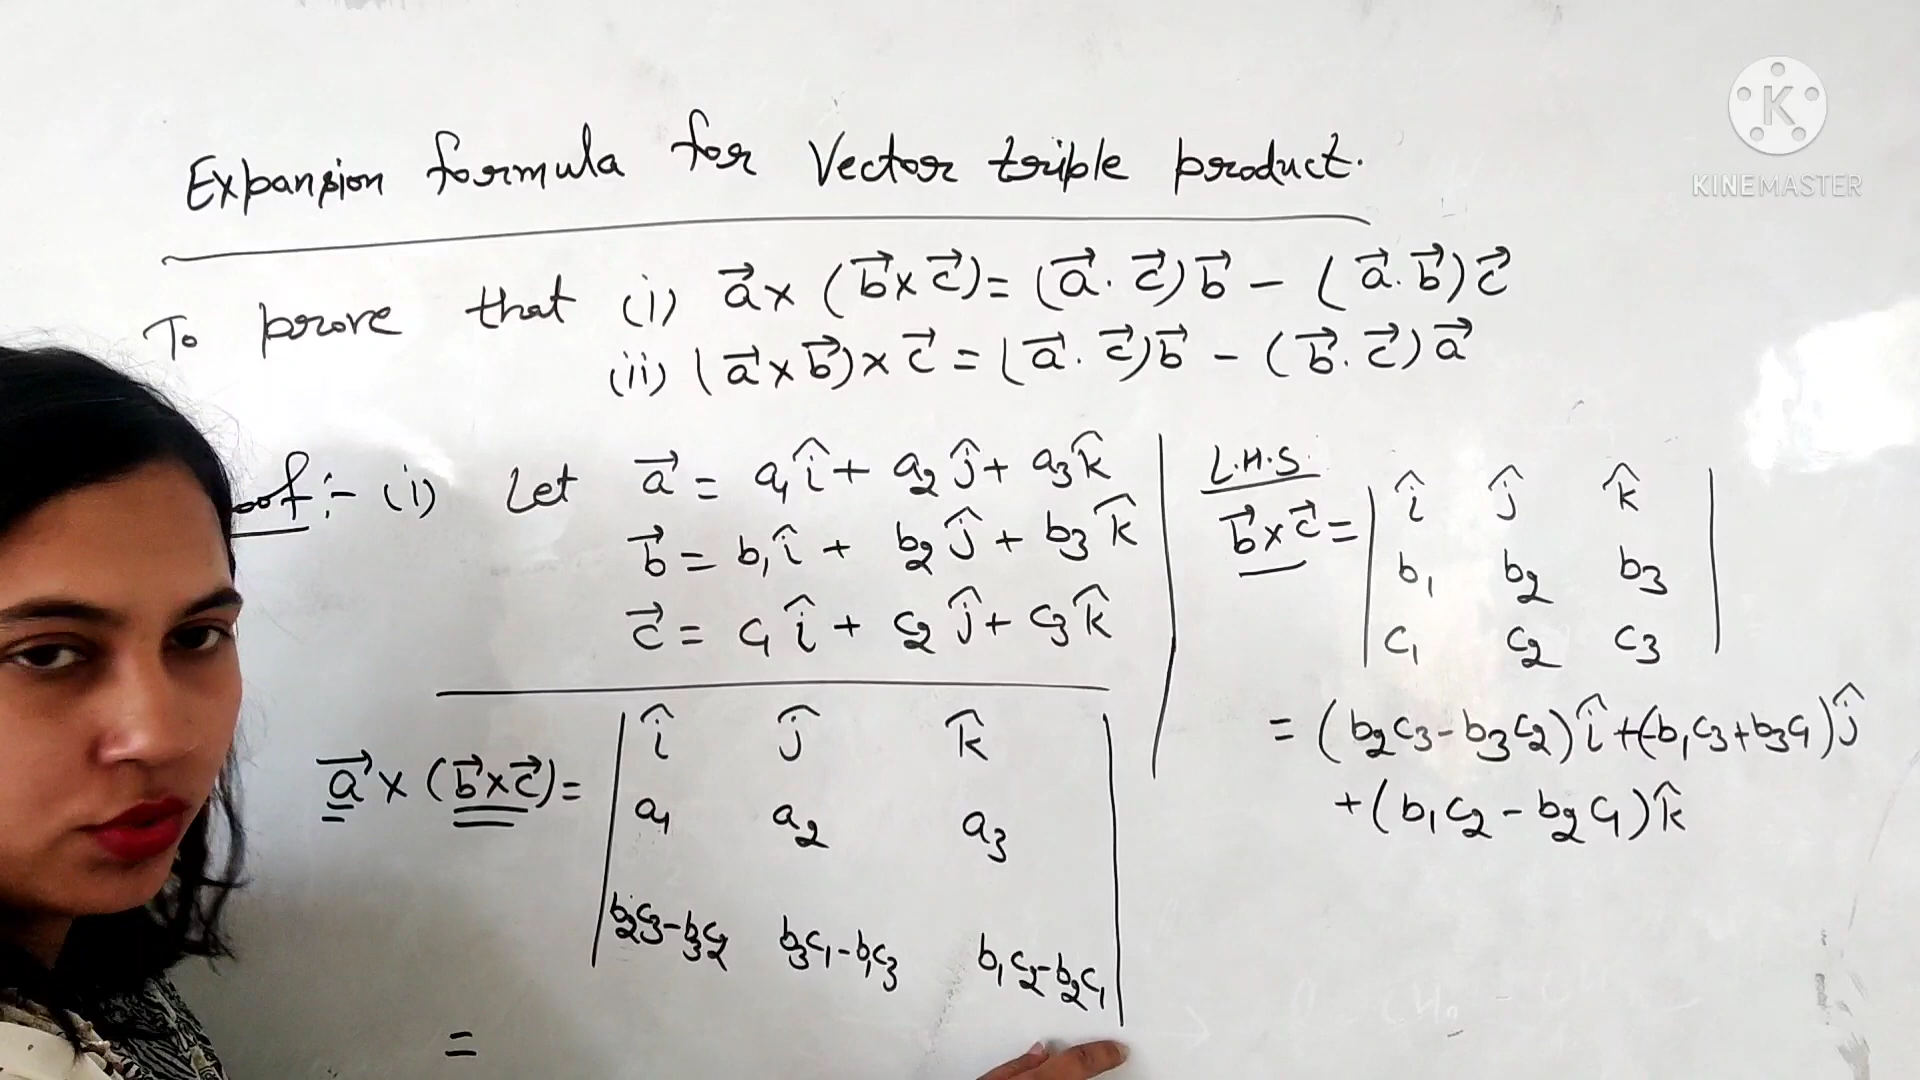 KINEMASTER
Expansion formula for Vector triple product.
To prove that (i) a⃗ × (b⃗ × c⃗) = (a⃗ . c⃗) b⃗ - (a⃗ . b⃗) c⃗
(ii) (a⃗ × b⃗) × c⃗ = (a⃗ . c⃗) b⃗ - (b⃗ . c⃗) a⃗
oof :- (i) Let a⃗ = a₁î + a₂ĵ + a₃k̂
b⃗ = b₁î + b₂ĵ + b₃k̂
c⃗ = c₁î + c₂ĵ + c₃k̂
L.H.S.
b⃗ × c⃗ = | î ĵ k̂ |
b₁ b₂ b₃
c₁ c₂ c₃
= (b₂c₃ - b₃c₂) î + (-b₁c₃ + b₃c₁) ĵ
+ (b₁c₂ - b₂c₁) k̂
a⃗ × (b⃗ × c⃗) = | î ĵ k̂ |
a₁ a₂ a₃
b₂c₃ - b₃c₂ b₃c₁ - b₁c₃ b₁c₂ - b₂c₁
=